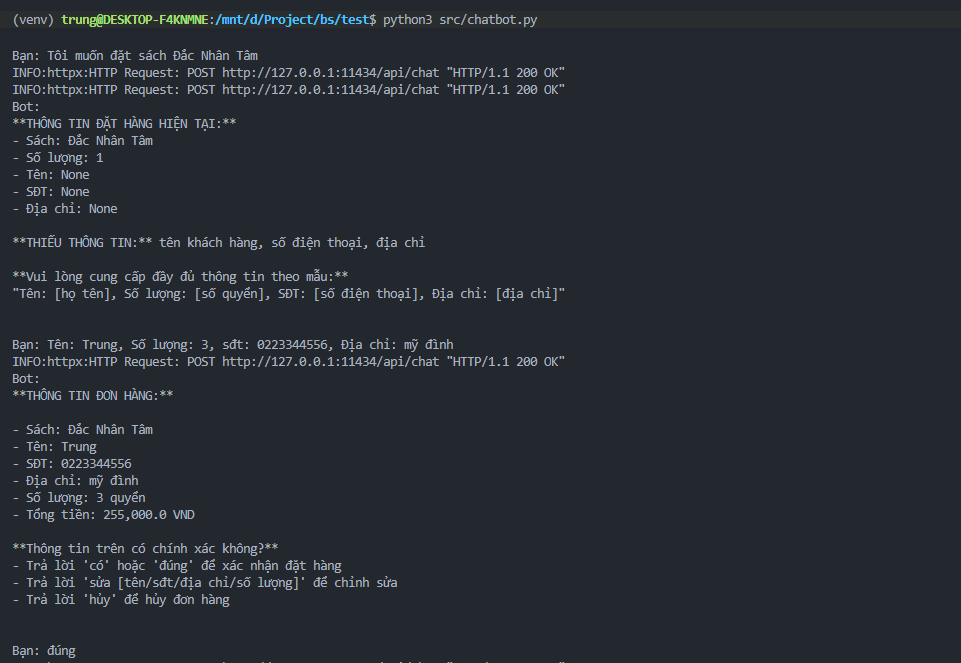 (venv) trung@DESKTOP-F4KNMNE:/mnt/d/Project/bs/test$ python3 src/chatbot.py
Bạn: Tôi muốn đặt sách Đắc Nhân Tâm
INFO:httpx:HTTP Request: POST http://127.0.0.1:11434/api/chat "HTTP/1.1 200 OK"
INFO:httpx:HTTP Request: POST http://127.0.0.1:11434/api/chat "HTTP/1.1 200 OK"
Bot:
**THÔNG TIN ĐẶT HÀNG HIỆN TẠI:**
- Sách: Đắc Nhân Tâm
- Số lượng: 1
- Tên: None
- SĐT: None
- Địa chỉ: None
**THIẾU THÔNG TIN:** tên khách hàng, số điện thoại, địa chỉ
**Vui lòng cung cấp đầy đủ thông tin theo mẫu:**
"Tên: [họ tên], Số lượng: [số quyển], SĐT: [số điện thoại], Địa chỉ: [địa chỉ]"
Bạn: Tên: Trung, Số lượng: 3, sđt: 0223344556, Địa chỉ: mỹ đình
INFO:httpx:HTTP Request: POST http://127.0.0.1:11434/api/chat "HTTP/1.1 200 OK"
Bot:
**THÔNG TIN ĐƠN HÀNG:**
- Sách: Đắc Nhân Tâm
- Tên: Trung
- SĐT: 0223344556
- Địa chỉ: mỹ đình
- Số lượng: 3 quyển
- Tổng tiền: 255,000.0 VND
**Thông tin trên có chính xác không?**
- Trả lời 'có' hoặc 'đúng' để xác nhận đặt hàng
- Trả lời 'sửa [tên/sđt/địa chỉ/số lượng]' để chỉnh sửa
- Trả lời 'hủy' để hủy đơn hàng
Bạn: đúng